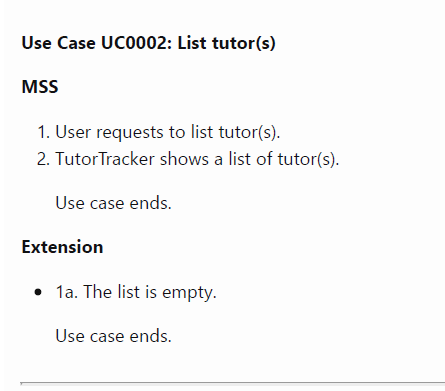 Use Case UC0002: List tutor(s)
MSS
1. User requests to list tutor(s).
2. TutorTracker shows a list of tutor(s).
Use case ends.
Extension
• 1a. The list is empty.
Use case ends.